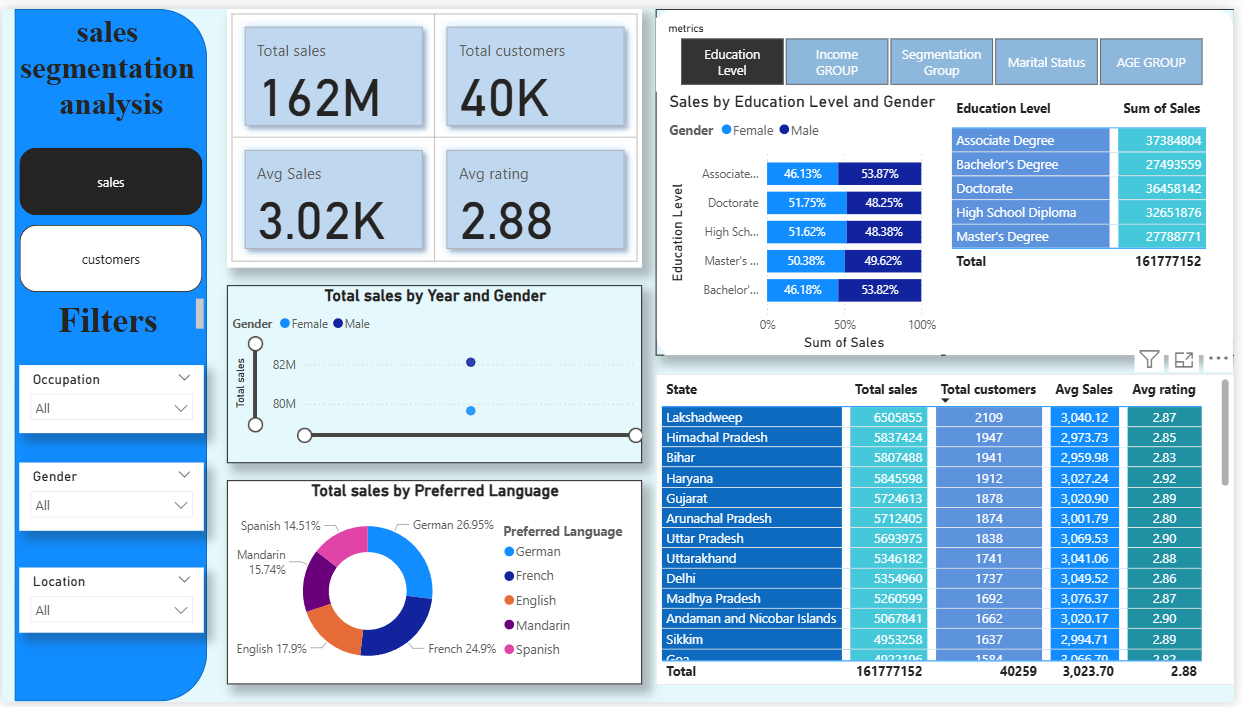 sales
segmentation
analysis
sales
customers
Filters
Occupation
All
Gender
All
Location
All
Total sales
162M
Total customers
40K
Avg Sales
3.02K
Avg rating
2.88
Total sales by Year and Gender
Gender Female Male
Total sales
82M
80M
Total sales by Preferred Language
Spanish 14.51%
German 26.95%
Mandarin
15.74%
English 17.9%
French 24.9%
Preferred Language
German
French
English
Mandarin
Spanish
metrics
Education
Level
Income
GROUP
Segmentation
Group
Marital Status
AGE GROUP
Sales by Education Level and Gender
Gender Female Male
Education Level
Associate... 46.13% 53.87%
Doctorate 51.75% 48.25%
High Sch... 51.62% 48.38%
Master's ... 50.38% 49.62%
Bachelor'... 46.18% 53.82%
0% 50% 100%
Sum of Sales
Education Level Sum of Sales
Associate Degree 37384804
Bachelor's Degree 27493559
Doctorate 36458142
High School Diploma 32651876
Master's Degree 27788771
Total 161777152
State Total sales Total customers Avg Sales Avg rating
Lakshadweep 6505855 2109 3,040.12 2.87
Himachal Pradesh 5837424 1947 2,973.73 2.85
Bihar 5807488 1941 2,959.98 2.83
Haryana 5845598 1912 3,027.24 2.92
Gujarat 5724613 1878 3,020.90 2.89
Arunachal Pradesh 5712405 1874 3,001.79 2.80
Uttar Pradesh 5693975 1838 3,069.53 2.90
Uttarakhand 5346182 1741 3,041.06 2.88
Delhi 5354960 1737 3,049.52 2.86
Madhya Pradesh 5260599 1692 3,076.37 2.87
Andaman and Nicobar Islands 5067841 1662 3,020.17 2.90
Sikkim 4953258 1637 2,994.71 2.89
Goa 4922196 1584 3,066.79 2.82
Total 161777152 40259 3,023.70 2.88